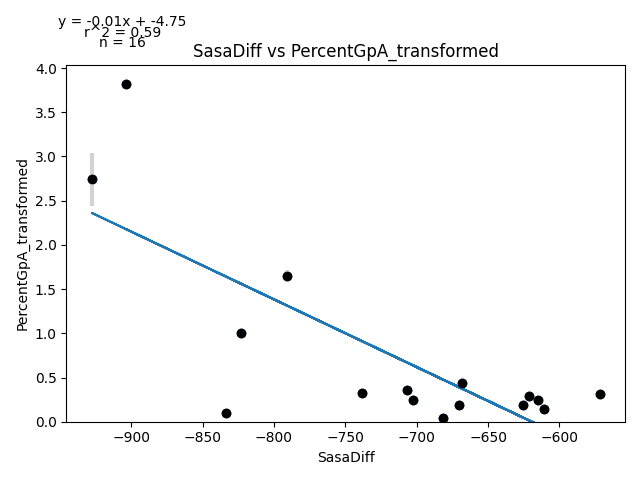 y = -0.01x + -4.75
r^2 = 0.59
n = 16
SasaDiff vs PercentGpA_transformed
PercentGpA_transformed
4.0
3.5
3.0
2.5
2.0
1.5
1.0
0.5
0.0
−900
−850
−800
−750
−700
−650
−600
SasaDiff